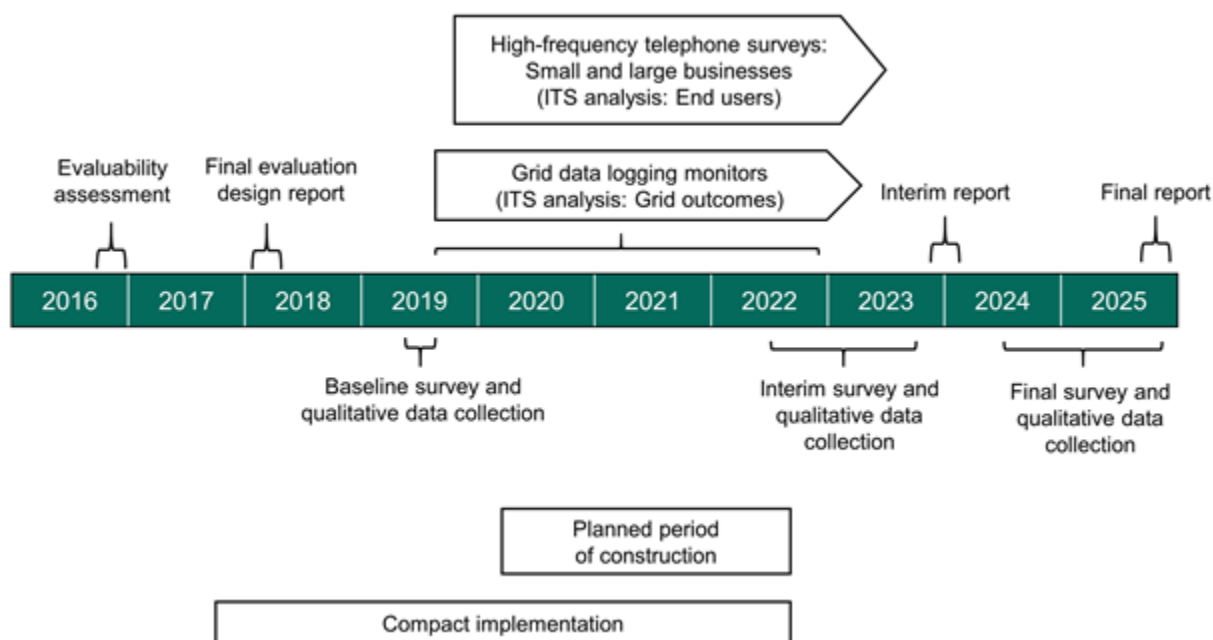 High-frequency telephone surveys:
Small and large businesses
(ITS analysis: End users)
Evaluability
assessment
Final evaluation
design report
Grid data logging monitors
(ITS analysis: Grid outcomes)
Interim report
Final report
2016 2017 2018 2019 2020 2021 2022 2023 2024 2025
Baseline survey and
qualitative data collection
Interim survey and
qualitative data
collection
Final survey and
qualitative data
collection
Planned period
of construction
Compact implementation